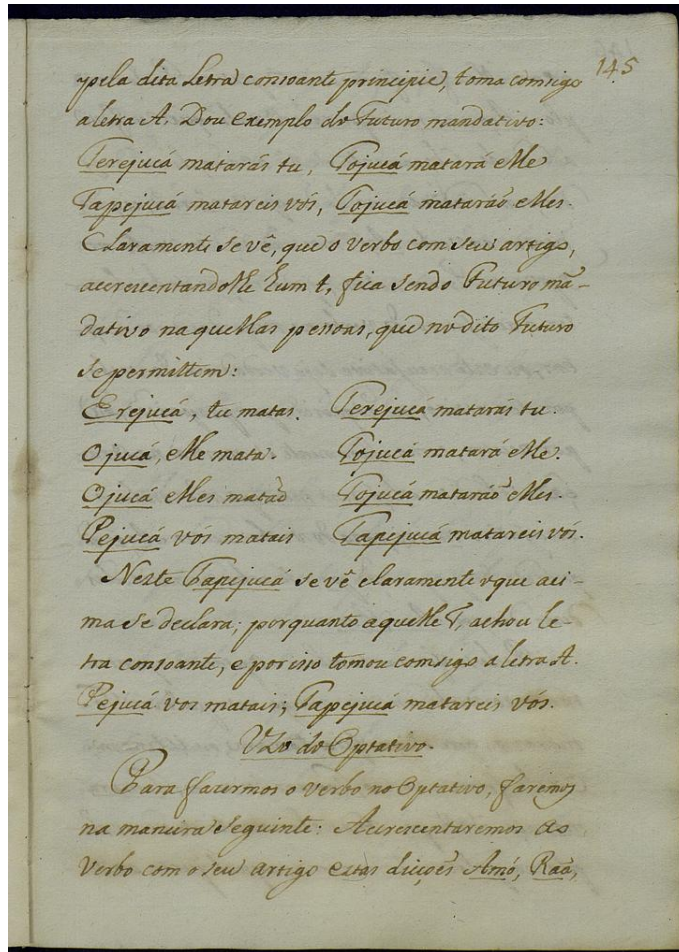 145
pela dita Letra consoante principie, toma comsigo
a letra A. Dou exemplo do Futuro mandativo:
Terejucá matarás tu, Tojucá matará elle
Tapejucá matareis vós, Tojucá mataráõ elles.
Claramente se vê, que o verbo com seu artigo,
accrescentandolhe hum t, fica sendo Futuro mã-
dativo naquellas pessoas, que no dito Futuro
se permittem:
Erejucá, tu matas. Terejucá matarás tu.
Ojucá, elle mata. Tojucá matará elle.
Ojucá elles mataõ Tojucá mataráõ elles.
Pejucá vós matais Tapejucá matareis vós.
Neste Tapejucá se vê claramente o que aci-
ma se declara; porquanto aquelle T, achou le-
tra consoante, e por isso tomou comsigo a letra A.
Pejucá vos matais; Tapejucá matareis vós.
Uzo do Optativo.
Para fazermos o verbo no Optativo, faremos
na maneira seguinte: Accrescentaremos ao
Verbo com o seu artigo estas dicçoẽs Amó, Raã,